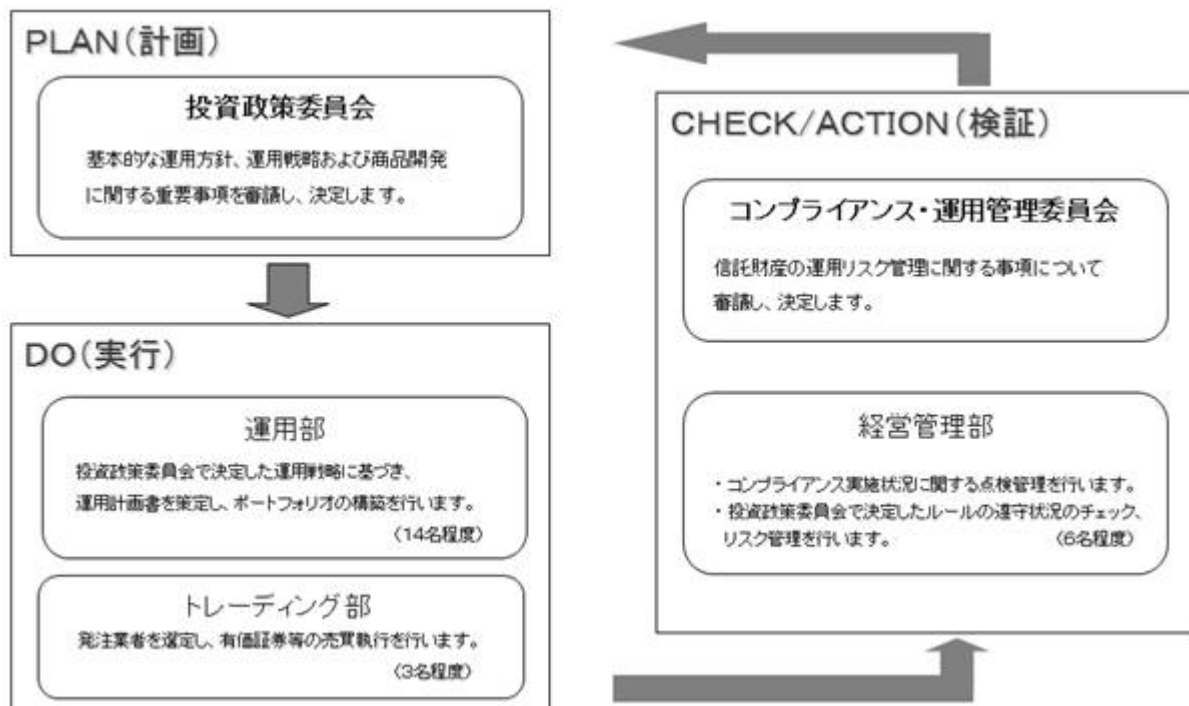 PLAN(計画)
投資政策委員会
基本的な運用方針、運用戦略および商品開発
に関する重要事項を審議し、決定します。
DO(実行)
運用部
投資政策委員会で決定した運用戦略に基づき、
運用計画書を策定し、ポートフォリオの構築を行います。
(14名程度)
トレーディング部
発注業者を選定し、有価証券等の売買執行を行います。
(3名程度)
CHECK/ACTION(検証)
コンプライアンス・運用管理委員会
信託財産の運用リスク管理に関する事項について
審議し、決定します。
経営管理部
・コンプライアンス実施状況に関する点検管理を行います。
・投資政策委員会で決定したルールの遵守状況のチェック、
リスク管理を行います。 (6名程度)